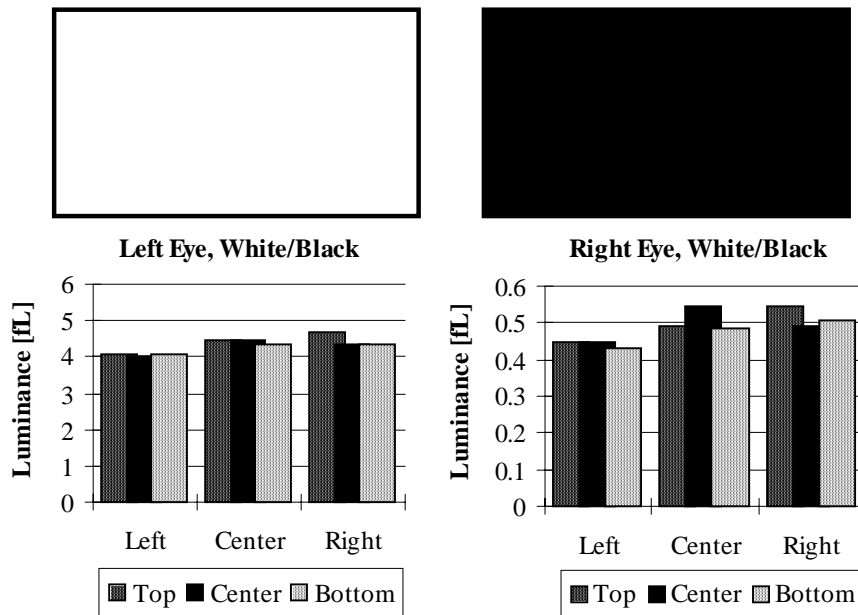 Left Eye, White/Black
Luminance [fL]
6
5
4
3
2
1
0
Left Center Right
Top Center Bottom
Right Eye, White/Black
Luminance [fL]
0.6
0.5
0.4
0.3
0.2
0.1
0
Left Center Right
Top Center Bottom